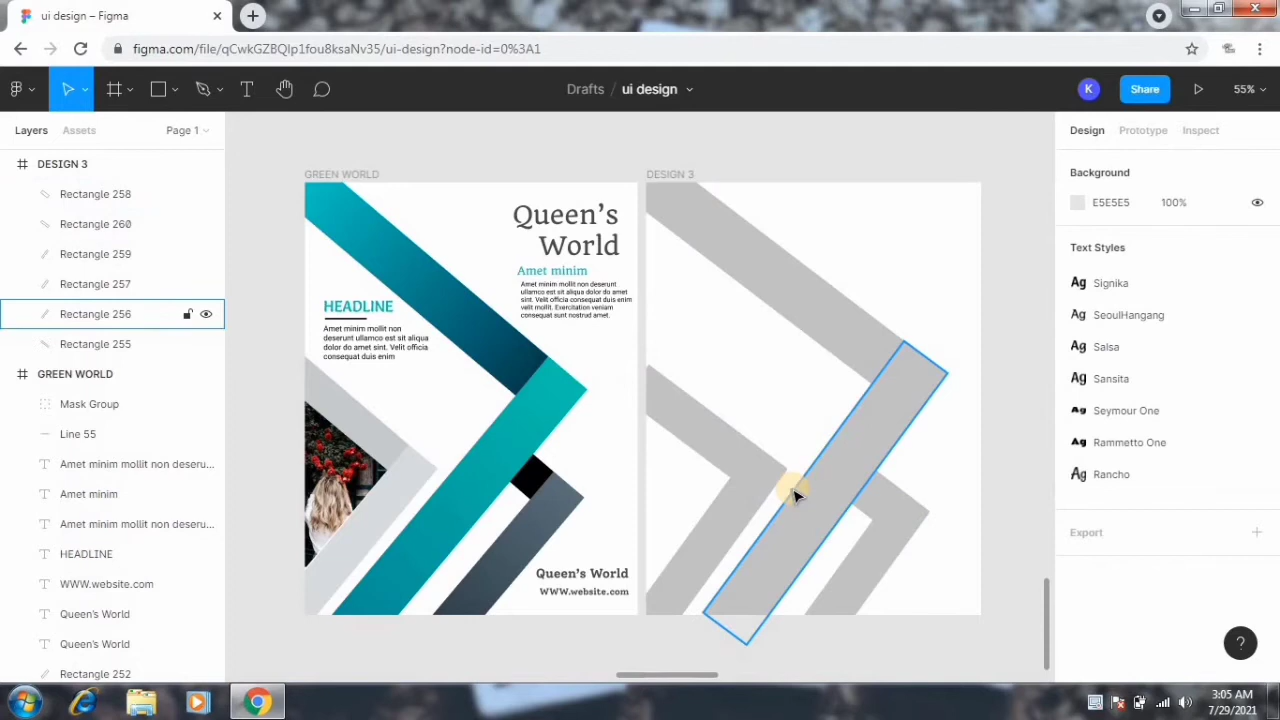 ui design – Figma
figma.com/file/qCwkGZBQlp1fou8ksaNv35/ui-design?node-id=0%3A1
Drafts ui design
K
Share
55%
Layers
Assets
Page 1
DESIGN 3
Rectangle 258
Rectangle 260
Rectangle 259
Rectangle 257
Rectangle 256
Rectangle 255
GREEN WORLD
Mask Group
Line 55
Amet minim mollit non deseru...
Amet minim
Amet minim mollit non deseru...
HEADLINE
WWW.website.com
Queen's World
Queen's World
Rectangle 252
GREEN WORLD
Queen's
World
Amet minim
Amet minim mollit non deserunt
ullamco est sit aliqua dolor do amet
sint. Velit officia consequat duis enim
velit mollit. Exercitation veniam
consequat sunt nostrud amet.
HEADLINE
Amet minim mollit non
deserunt ullamco est sit aliqua
dolor do amet sint. Velit officia
consequat duis enim
Queen's World
WWW.website.com
DESIGN 3
Design
Prototype
Inspect
Background
E5E5E5 100%
Text Styles
Ag Signika
Ag SeoulHangang
Ag Salsa
Ag Sansita
Ag Seymour One
Ag Rammetto One
Ag Rancho
Export
?
3:05 AM
7/29/2021